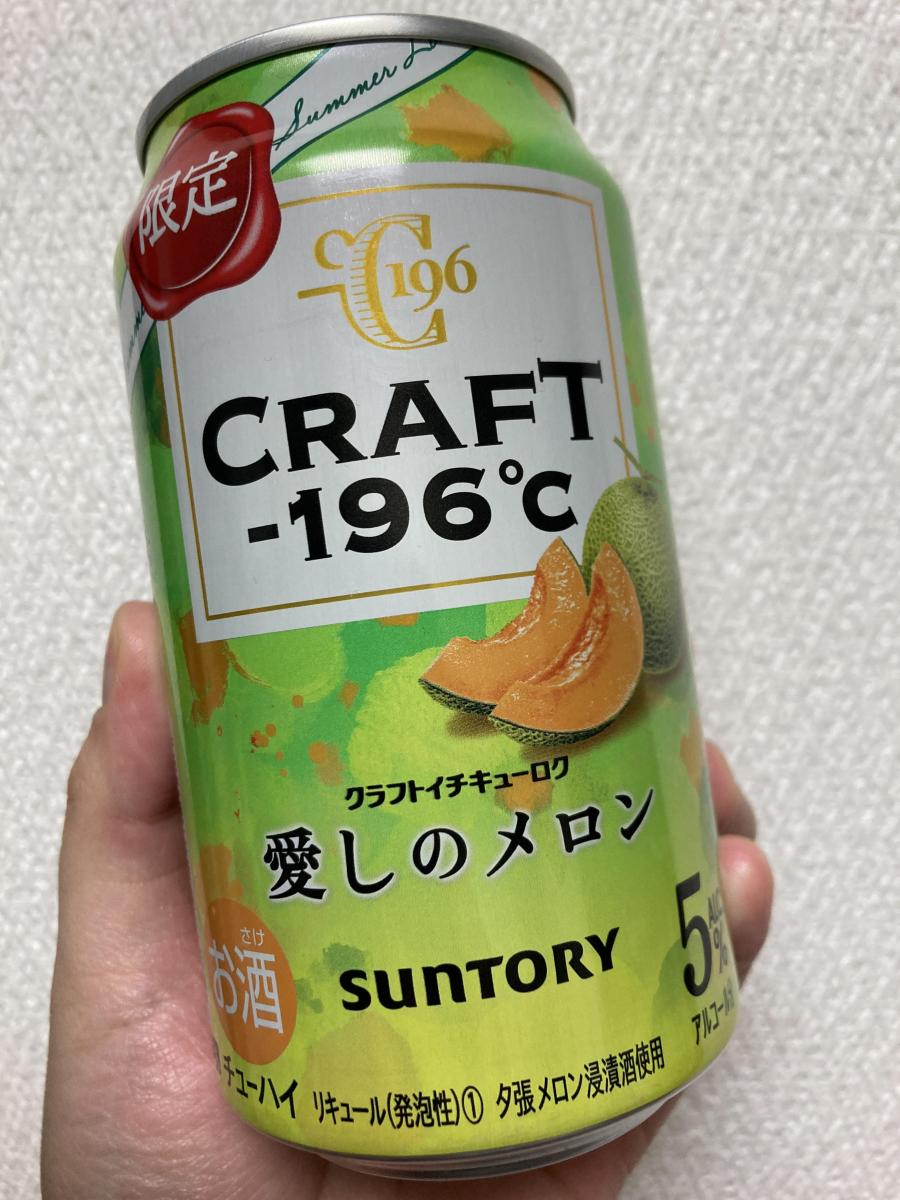 Summer
限定
-℃196
CRAFT
-196℃
クラフトイチキューロク
愛しのメロン
さけ
お酒
SUNTORY
5%
ALC.
アルコール分
チューハイ
リキュール(発泡性)①
夕張メロン浸漬酒使用